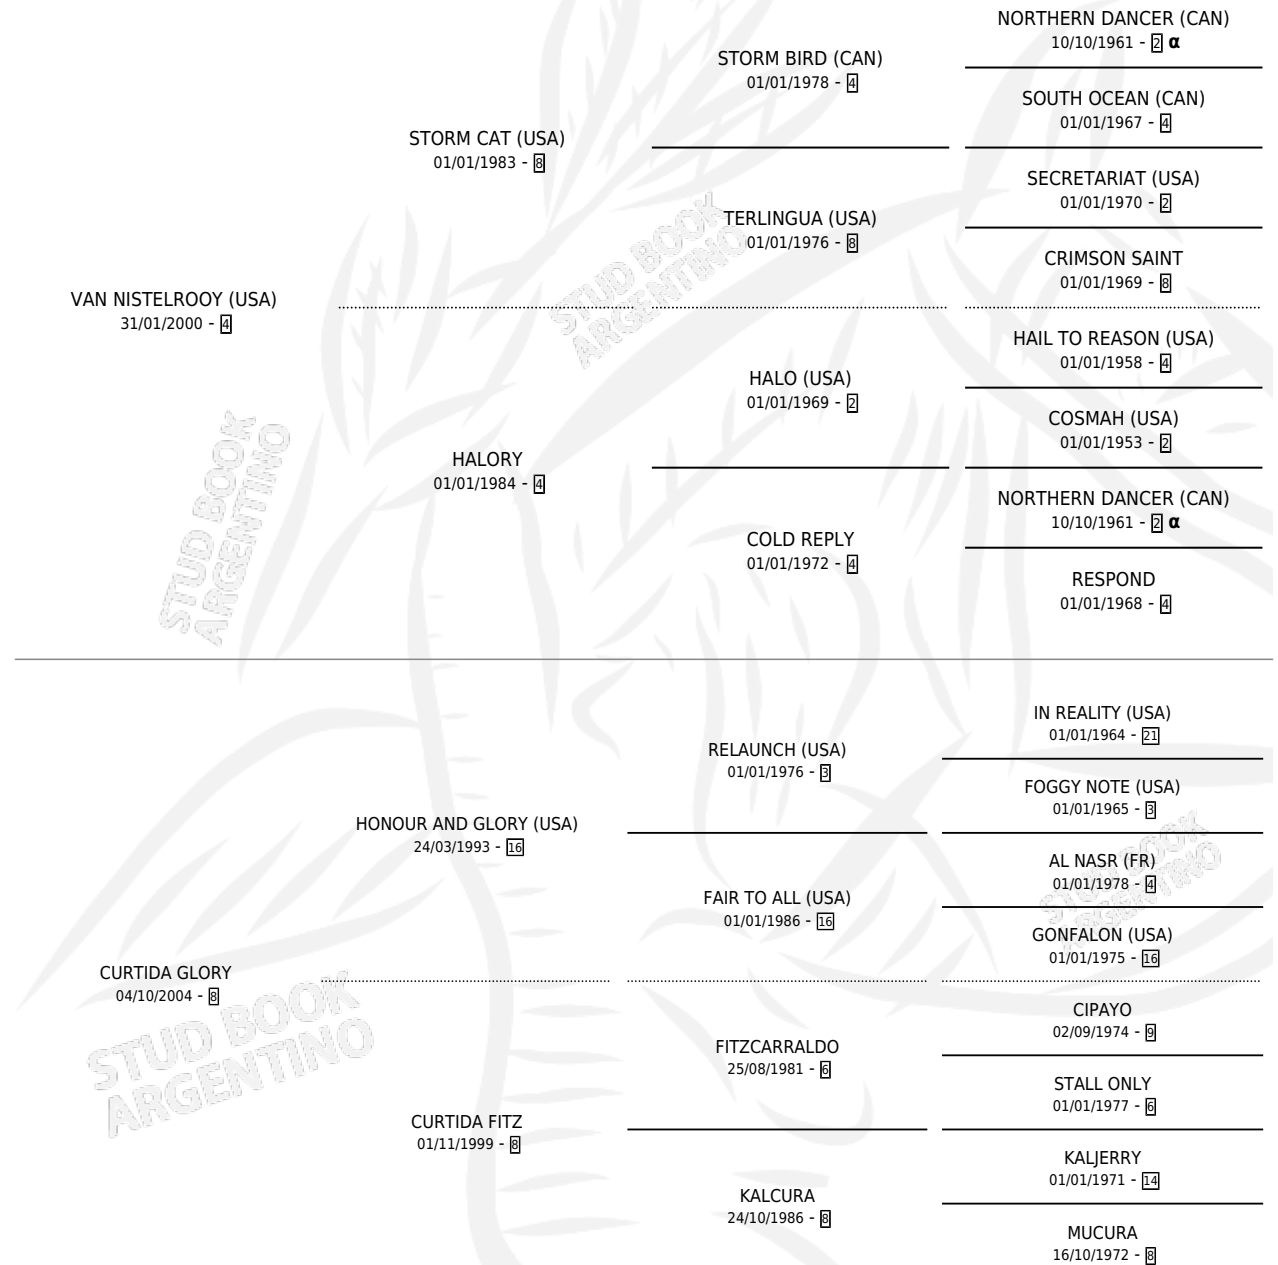 NORTHERN DANCER (CAN)
10/10/1961 - 2 α
STORM BIRD (CAN)
01/01/1978 - 4
SOUTH OCEAN (CAN)
01/01/1967 - 4
STORM CAT (USA)
01/01/1983 - 8
SECRETARIAT (USA)
01/01/1970 - 2
TERLINGUA (USA)
01/01/1976 - 8
CRIMSON SAINT
01/01/1969 - 8
VAN NISTELROOY (USA)
31/01/2000 - 4
HAIL TO REASON (USA)
01/01/1958 - 4
HALO (USA)
01/01/1969 - 2
COSMAH (USA)
01/01/1953 - 2
HALORY
01/01/1984 - 4
NORTHERN DANCER (CAN)
10/10/1961 - 2 α
COLD REPLY
01/01/1972 - 4
RESPOND
01/01/1968 - 4
IN REALITY (USA)
01/01/1964 - 21
RELAUNCH (USA)
01/01/1976 - 3
FOGGY NOTE (USA)
01/01/1965 - 3
HONOUR AND GLORY (USA)
24/03/1993 - 16
AL NASR (FR)
01/01/1978 - 4
FAIR TO ALL (USA)
01/01/1986 - 16
GONFALON (USA)
01/01/1975 - 16
CURTIDA GLORY
04/10/2004 - 8
CIPAYO
02/09/1974 - 9
FITZCARRALDO
25/08/1981 - 6
STALL ONLY
01/01/1977 - 6
CURTIDA FITZ
01/11/1999 - 8
KALJERRY
01/01/1971 - 14
KALCURA
24/10/1986 - 8
MUCURA
16/10/1972 - 8
STUD BOOK
ARGENTINO
STUD BOOK
ARGENTINO
STUD BOOK
ARGENTINO
STUD BOOK
ARGENTINO